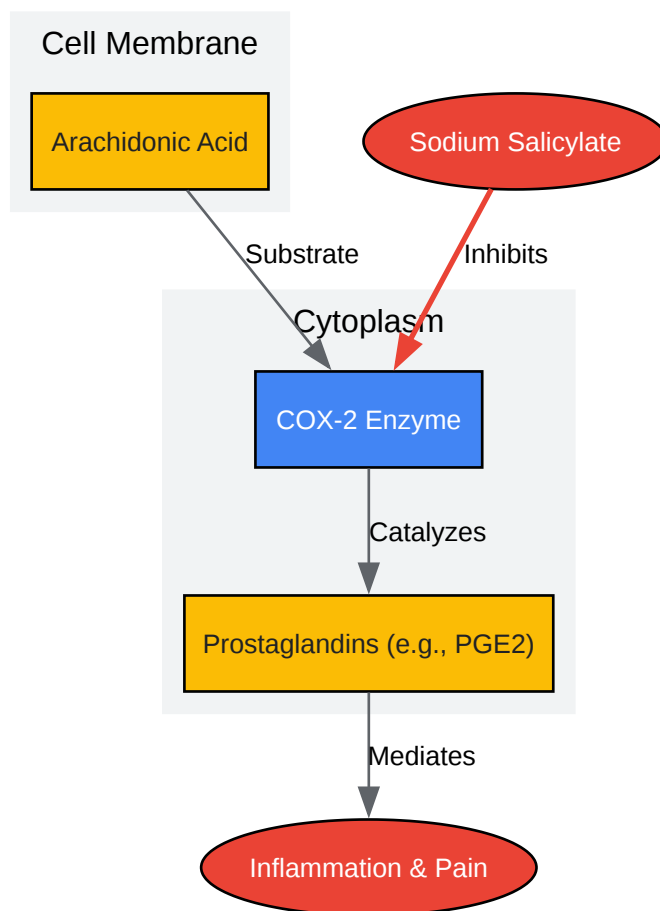 Cell Membrane
Arachidonic Acid
Sodium Salicylate
Substrate
Inhibits
Cytoplasm
COX-2 Enzyme
Catalyzes
Prostaglandins (e.g., PGE2)
Mediates
Inflammation & Pain